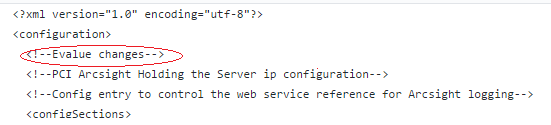 <?xml version="1.0" encoding="utf-8"?>
<configuration>
<!--Evalue changes-->
<!--PCI Arcsight Holding the Server ip configuration-->
<!--Config entry to control the web service reference for Arcsight logging-->
<configSections>